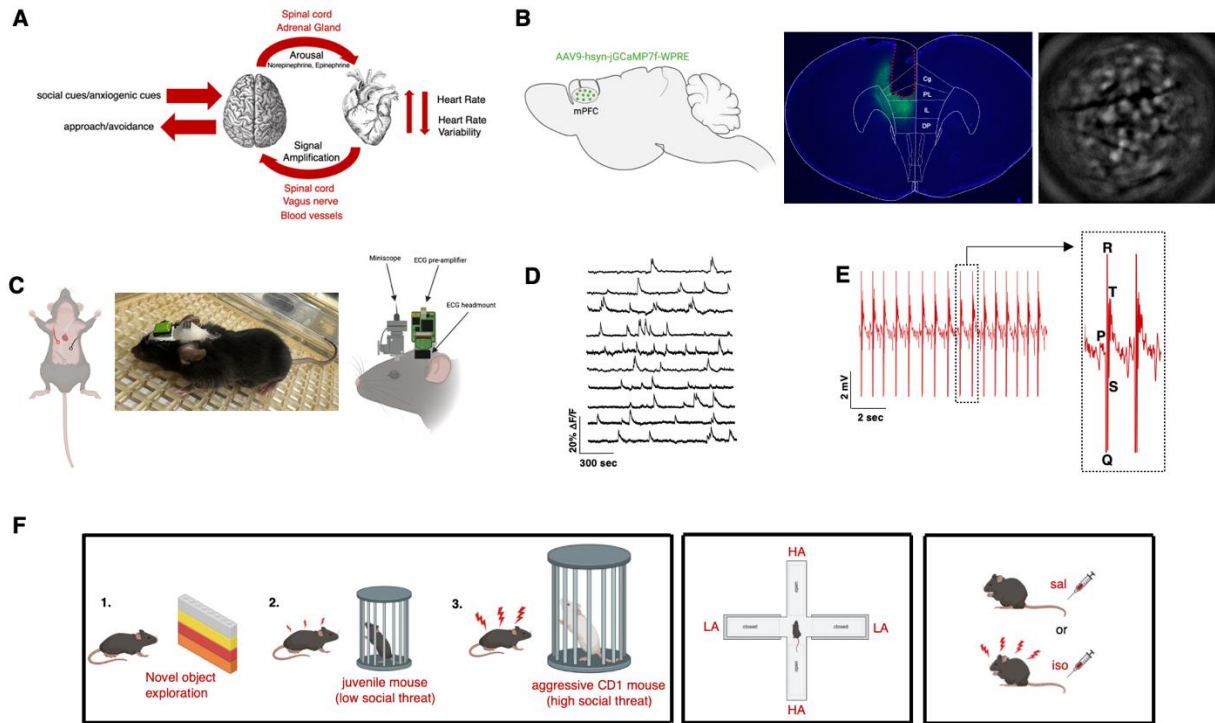 A
Spinal cord
Adrenal Gland
Arousal
Norepinephrine, Epinephrine
social cues/anxiogenic cues
approach/avoidance
Heart Rate
Heart Rate
Variability
Signal
Amplification
Spinal cord
Vagus nerve
Blood vessels
B
AAV9-hsyn-jGCaMP7f-WPRE
mPFC
Cg
PL
IL
DP
C
Miniscope
ECG pre-amplifier
ECG headmount
D
20% ΔF/F
300 sec
E
2 mV
2 sec
R
T
P
S
Q
F
1.
Novel object
exploration
2.
juvenile mouse
(low social threat)
3.
aggressive CD1 mouse
(high social threat)
HA
open
LA
closed
closed
LA
open
HA
sal
or
iso